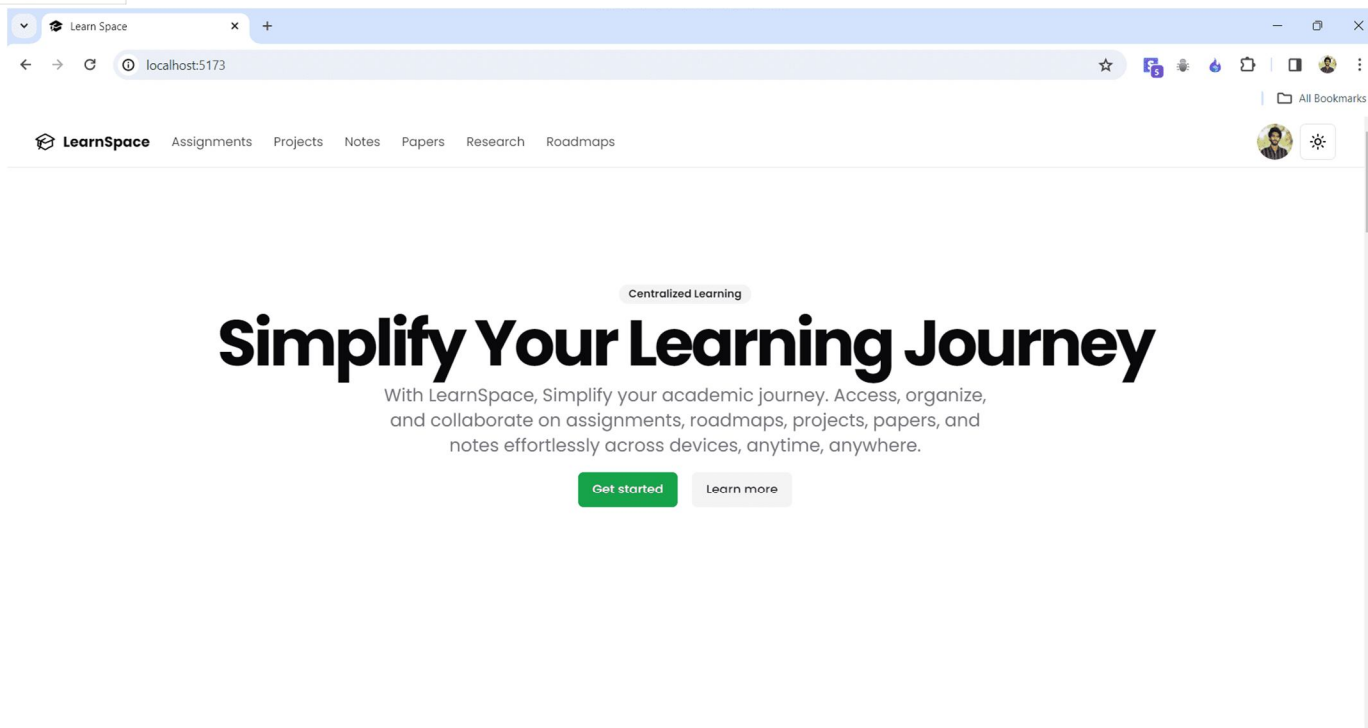 Learn Space
localhost:5173
S
All Bookmarks
LearnSpace Assignments Projects Notes Papers Research Roadmaps
Centralized Learning
Simplify Your Learning Journey
With LearnSpace, Simplify your academic journey. Access, organize,
and collaborate on assignments, roadmaps, projects, papers, and
notes effortlessly across devices, anytime, anywhere.
Get started Learn more